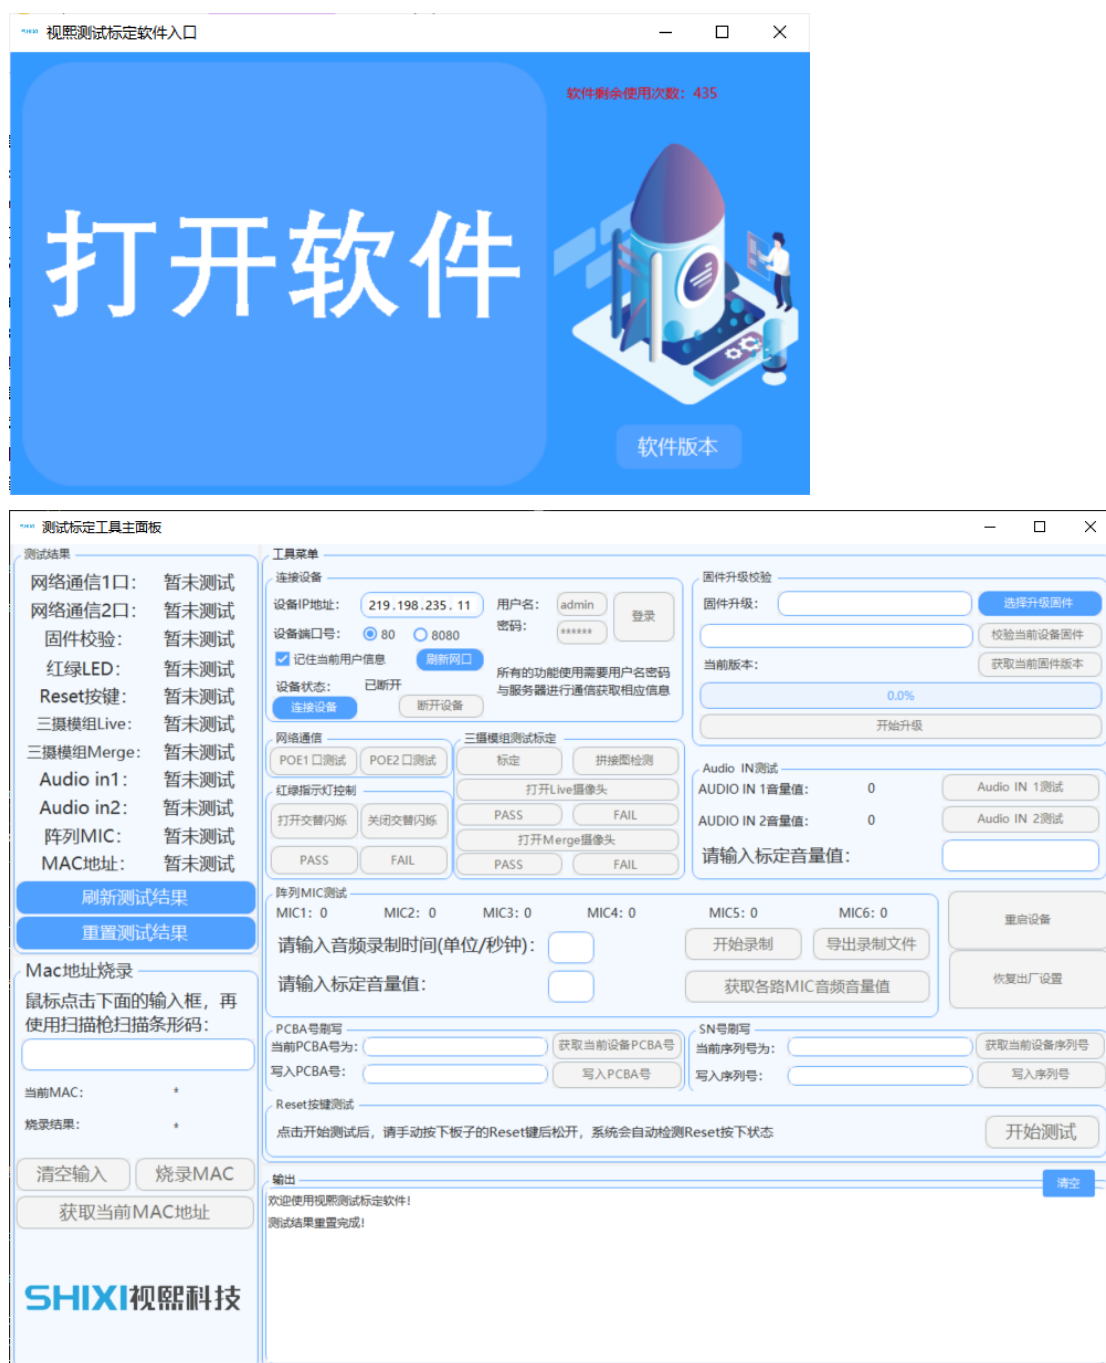 SHIXI 视熙测试标定软件入口
软件剩余使用次数：435
打开软件
软件版本
SHIXI 测试标定工具主面板
测试结果
网络通信1口： 暂未测试
网络通信2口： 暂未测试
固件校验： 暂未测试
红绿LED： 暂未测试
Reset按键： 暂未测试
三摄模组Live： 暂未测试
三摄模组Merge： 暂未测试
Audio in1： 暂未测试
Audio in2： 暂未测试
阵列MIC： 暂未测试
MAC地址： 暂未测试
刷新测试结果
重置测试结果
Mac地址烧录
鼠标点击下面的输入框，再
使用扫描枪扫描条形码：
当前MAC： *
烧录结果： *
清空输入 烧录MAC
获取当前MAC地址
SHIXI视熙科技
工具菜单
连接设备
设备IP地址： 219.198.235. 11 用户名： admin 登录
设备端口号： 80 8080 密码： ******
记住当前用户信息 刷新网口
设备状态： 已断开
连接设备 断开设备
所有的功能使用需要用户名密码
与服务器进行通信获取相应信息
固件升级校验
固件升级： 选择升级固件
校验当前设备固件
当前版本： 获取当前固件版本
0.0%
开始升级
网络通信
POE1口测试 POE2口测试
红绿指示灯控制
打开交替闪烁 关闭交替闪烁
PASS FAIL
三摄模组测试标定
标定 拼接图检测
打开Live摄像头
PASS FAIL
打开Merge摄像头
PASS FAIL
Audio IN测试
AUDIO IN 1音量值： 0 Audio IN 1测试
AUDIO IN 2音量值： 0 Audio IN 2测试
请输入标定音量值：
阵列MIC测试
MIC1: 0 MIC2: 0 MIC3: 0 MIC4: 0 MIC5: 0 MIC6: 0
请输入音频录制时间(单位/秒钟)： 开始录制 导出录制文件
请输入标定音量值： 获取各路MIC音频音量值
重启设备
恢复出厂设置
PCBA号刷写
当前PCBA号为： 获取当前设备PCBA号
写入PCBA号： 写入PCBA号
SN号刷写
当前序列号为： 获取当前设备序列号
写入序列号： 写入序列号
Reset按键测试
点击开始测试后，请手动按下板子的Reset键后松开，系统会自动检测Reset按下状态 开始测试
输出 清空
欢迎使用视熙测试标定软件!
测试结果重置完成!